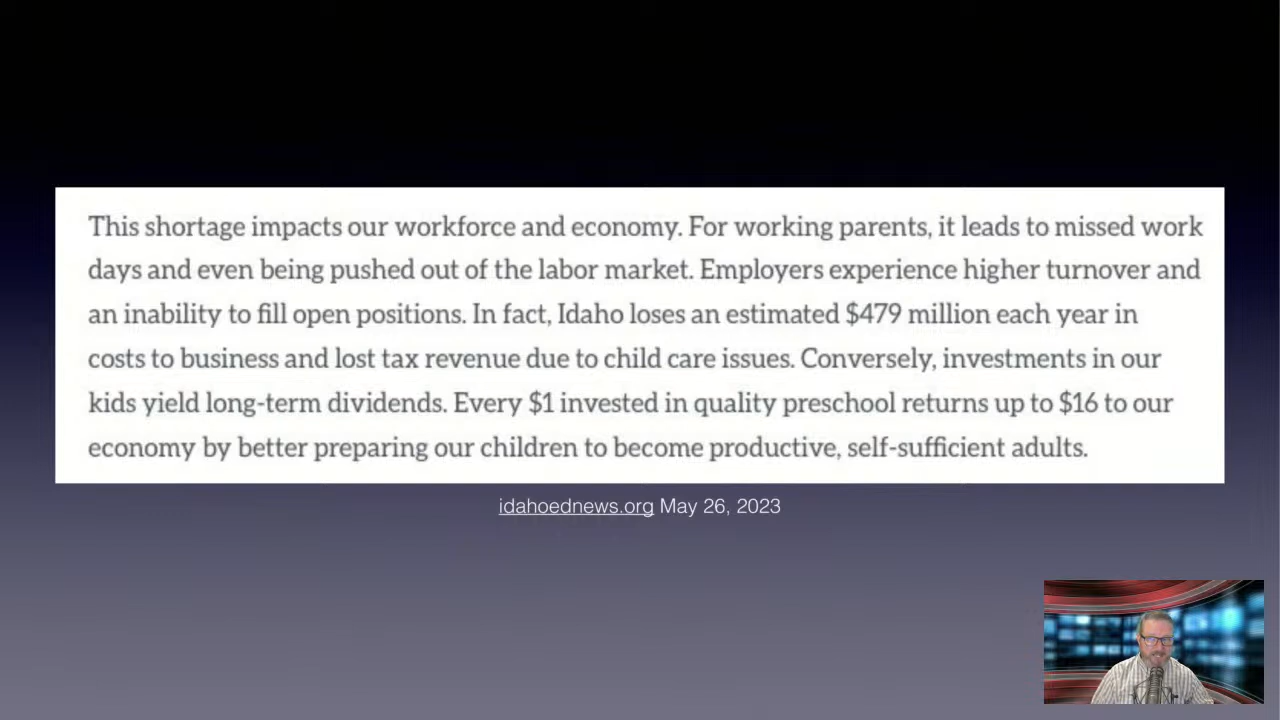 This shortage impacts our workforce and economy. For working parents, it leads to missed work
days and even being pushed out of the labor market. Employers experience higher turnover and
an inability to fill open positions. In fact, Idaho loses an estimated $479 million each year in
costs to business and lost tax revenue due to child care issues. Conversely, investments in our
kids yield long-term dividends. Every $1 invested in quality preschool returns up to $16 to our
economy by better preparing our children to become productive, self-sufficient adults.
idahoednews.org May 26, 2023